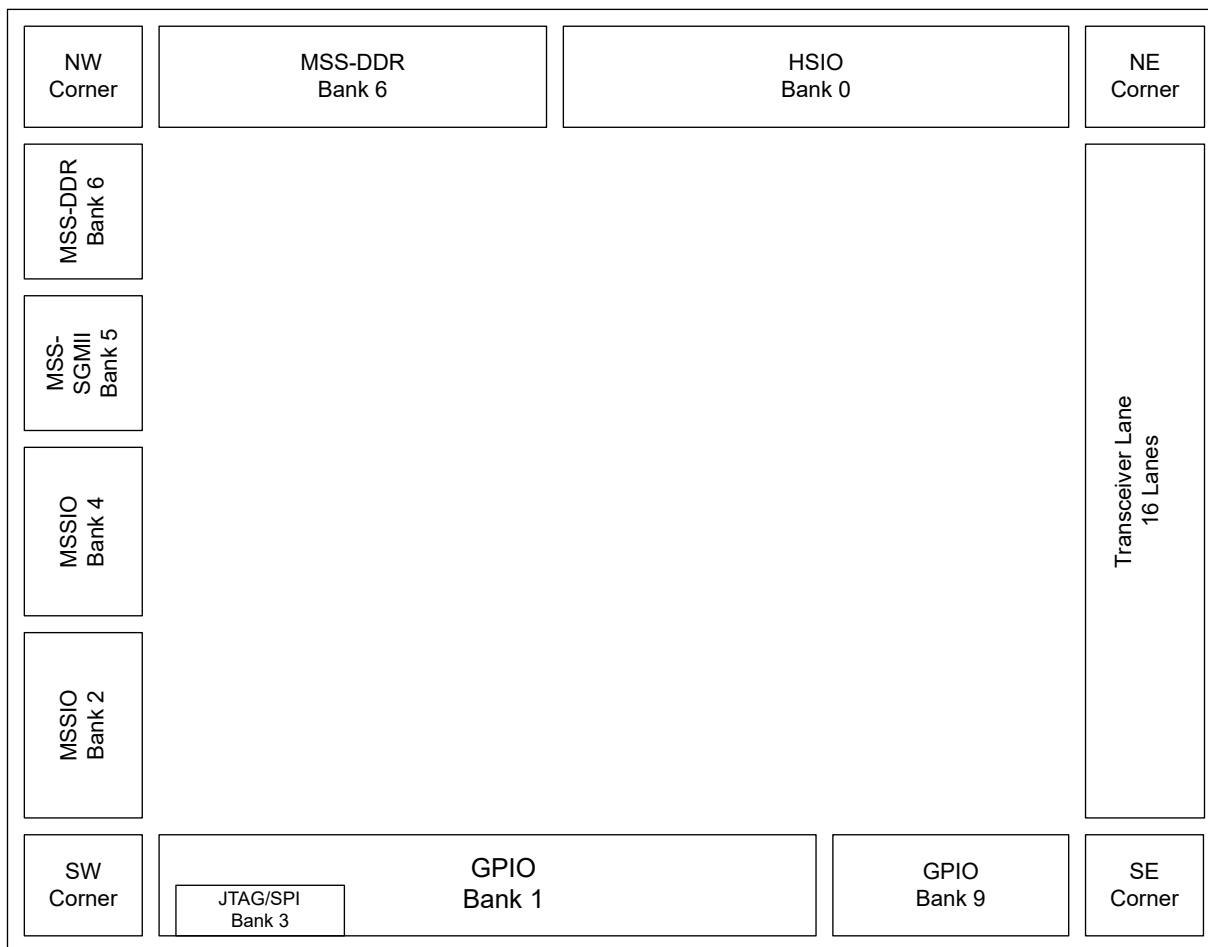 NW
Corner
MSS-DDR
Bank 6
HSIO
Bank 0
NE
Corner
MSS-DDR
Bank 6
MSS-
SGMII
Bank 5
MSSIO
Bank 4
MSSIO
Bank 2
Transceiver Lane
16 Lanes
SW
Corner
GPIO
Bank 1
JTAG/SPI
Bank 3
GPIO
Bank 9
SE
Corner